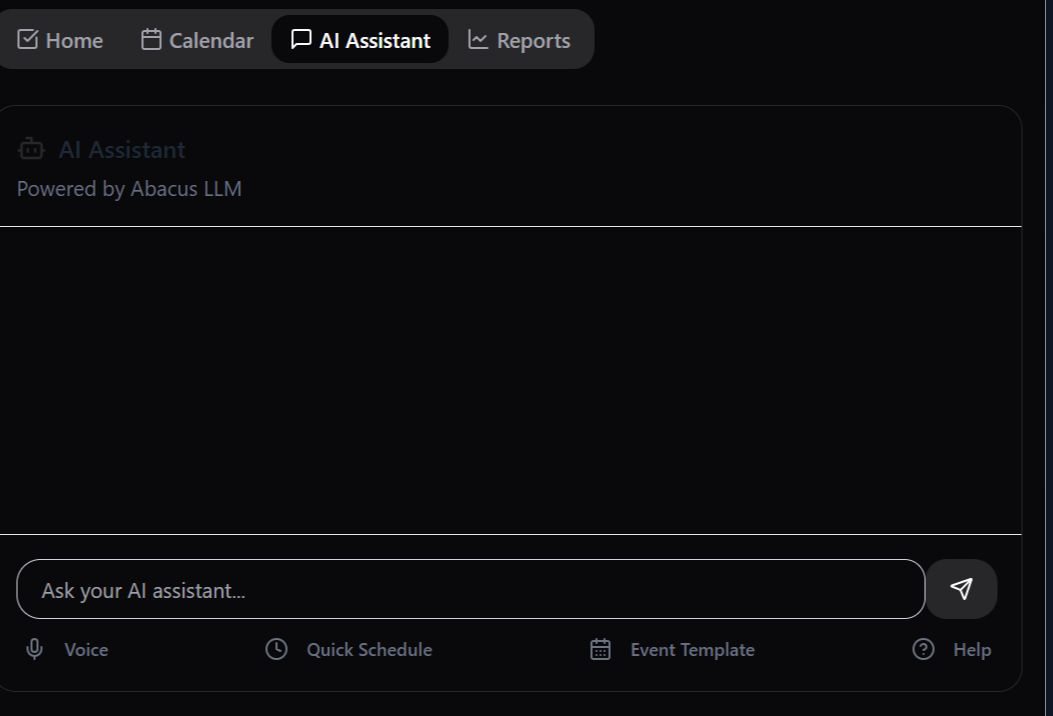 Home Calendar AI Assistant Reports
AI Assistant
Powered by Abacus LLM
Ask your AI assistant...
Voice Quick Schedule Event Template Help